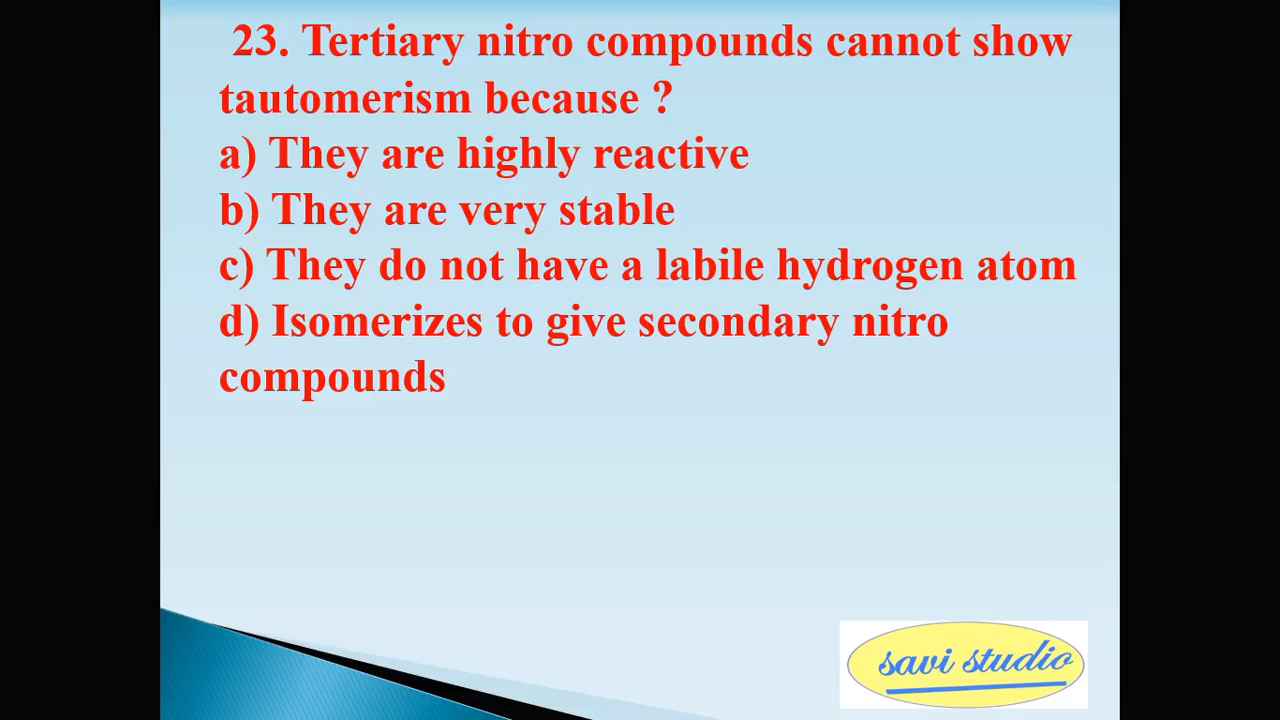 23. Tertiary nitro compounds cannot show
tautomerism because ?
a) They are highly reactive
b) They are very stable
c) They do not have a labile hydrogen atom
d) Isomerizes to give secondary nitro
compounds
savi studio